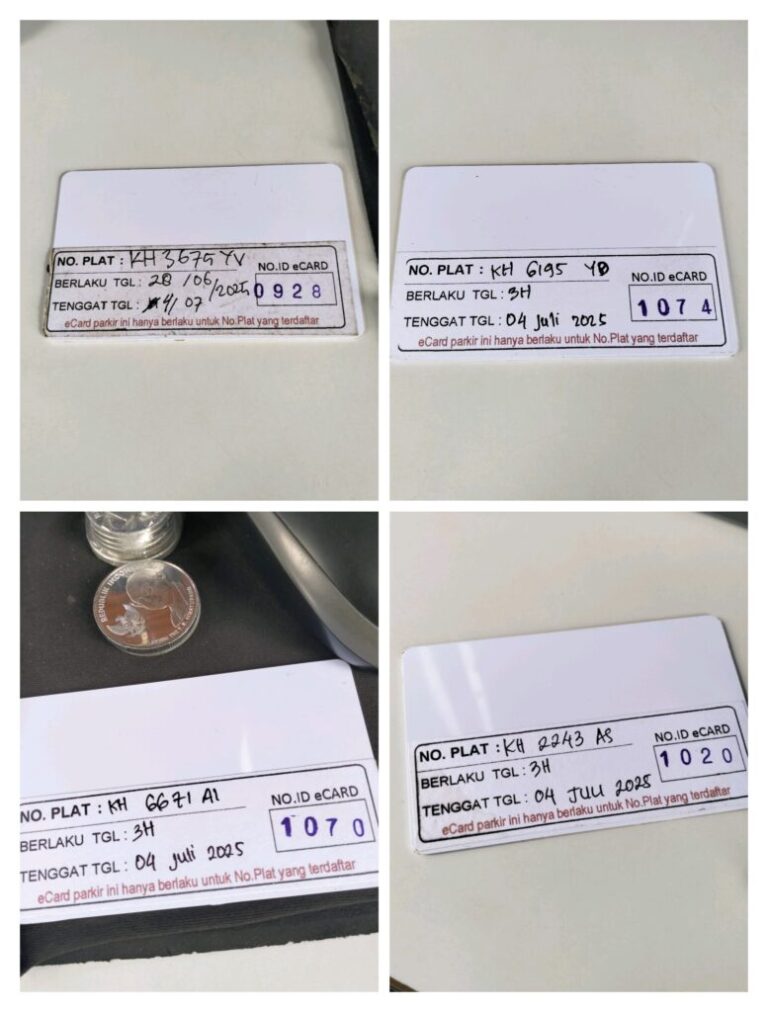 NO. PLAT : KH 3675 YV
BERLAKU TGL : 28 /06 /2025
TENGGAT TGL : 4/ 07
NO.ID eCARD
0928
eCard parkir ini hanya berlaku untuk No.Plat yang terdaftar
NO. PLAT : KH 6195 YD
BERLAKU TGL : 3H
TENGGAT TGL : 04 Juli 2025
NO.ID eCARD
1074
eCard parkir ini hanya berlaku untuk No.Plat yang terdaftar
REPUBLIK INDONESIA
NO. PLAT : KH 6671 AI
BERLAKU TGL : 3H
TENGGAT TGL : 04 Juli 2025
NO.ID eCARD
1070
eCard parkir ini hanya berlaku untuk No.Plat yang terdaftar
NO. PLAT : KH 2243 AS
BERLAKU TGL : 3H
TENGGAT TGL : 04 JULI 2025
NO.ID eCARD
1020
eCard parkir ini hanya berlaku untuk No.Plat yang terdaftar